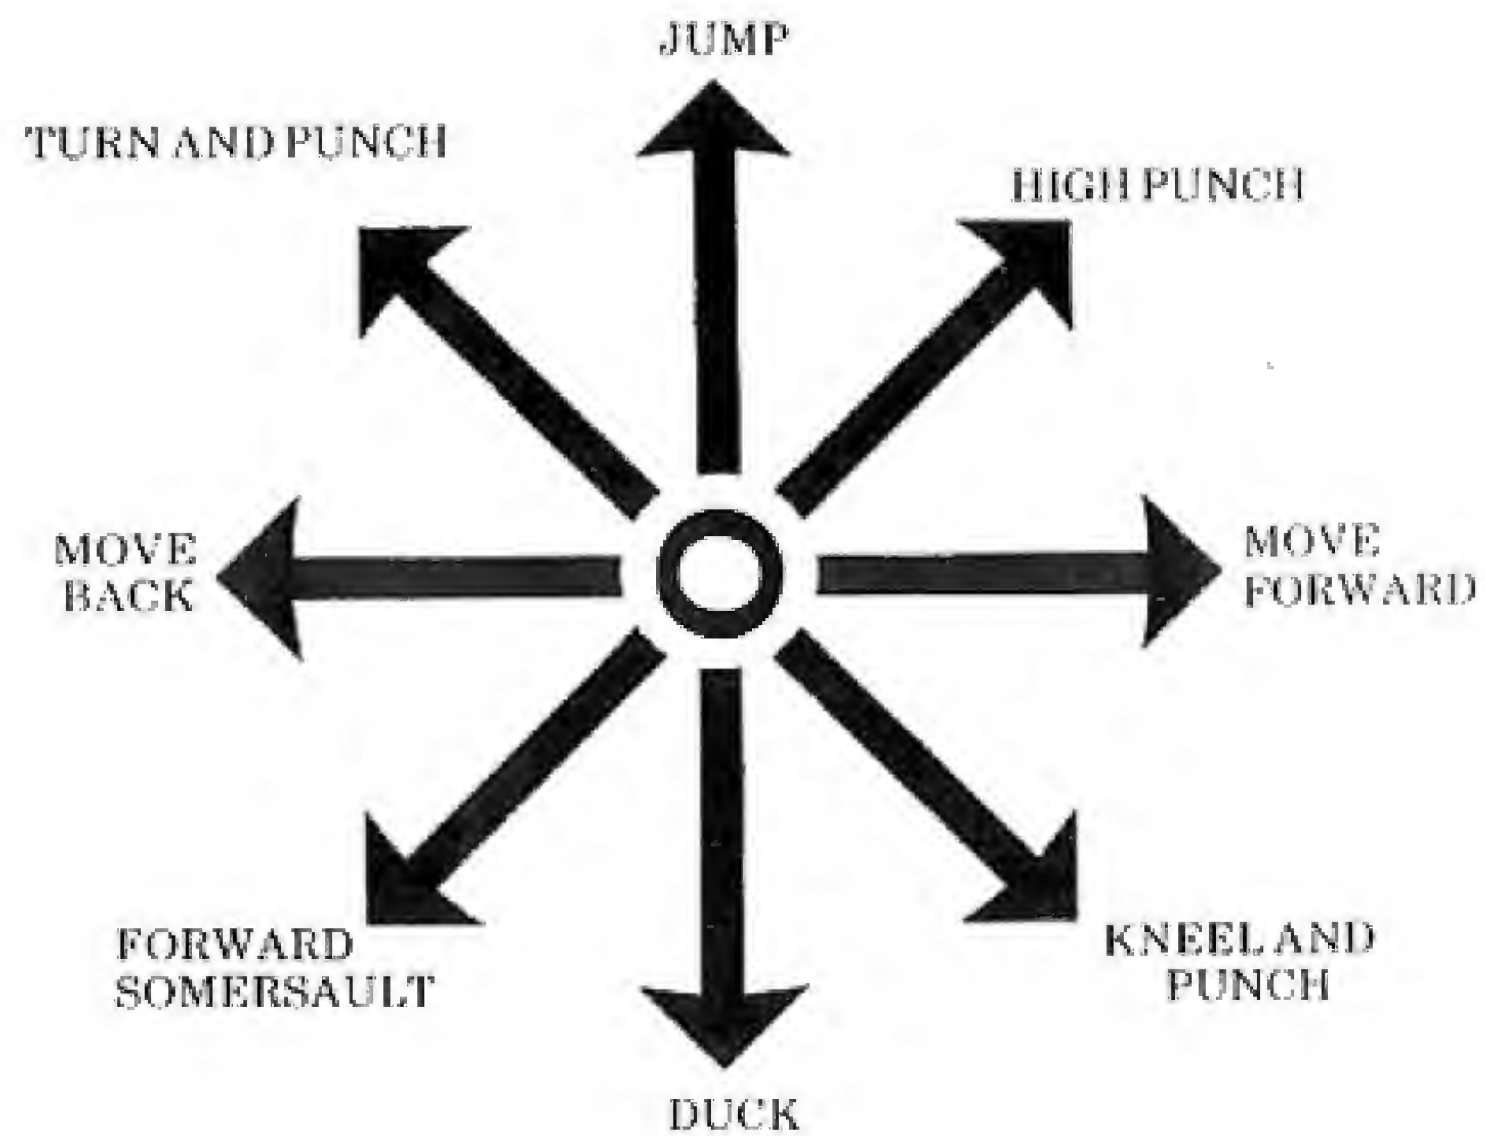 JUMP
TURN AND PUNCH
HIGH PUNCH
MOVE
BACK
MOVE
FORWARD
FORWARD
SOMERSAULT
KNEEL AND
PUNCH
DUCK